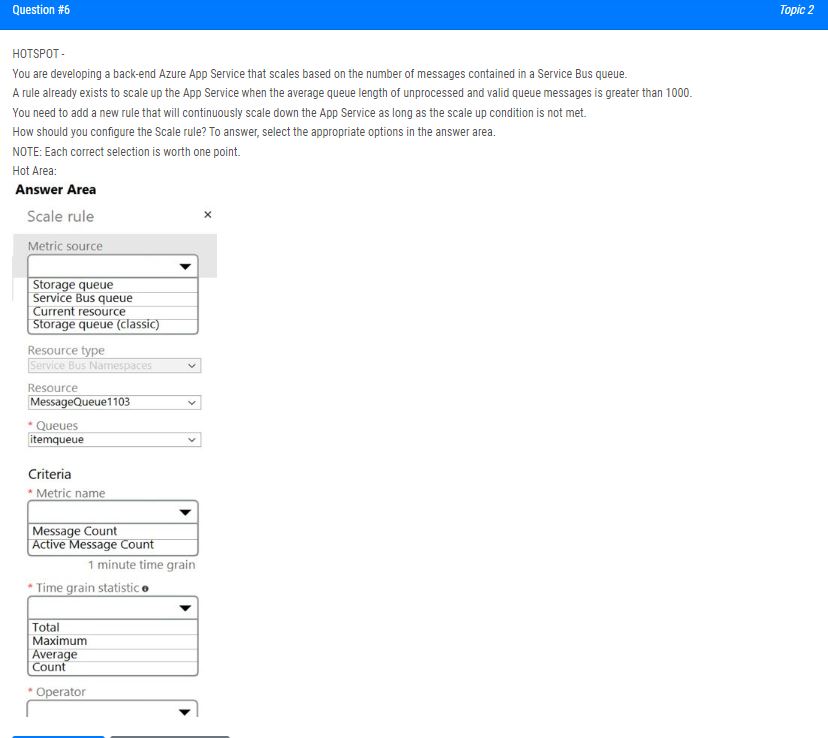 Question #6 Topic 2
HOTSPOT -
You are developing a back-end Azure App Service that scales based on the number of messages contained in a Service Bus queue.
A rule already exists to scale up the App Service when the average queue length of unprocessed and valid queue messages is greater than 1000.
You need to add a new rule that will continuously scale down the App Service as long as the scale up condition is not met.
How should you configure the Scale rule? To answer, select the appropriate options in the answer area.
NOTE: Each correct selection is worth one point.
Hot Area:
Answer Area
Scale rule ×
Metric source
Storage queue
Service Bus queue
Current resource
Storage queue (classic)
Resource type
Service Bus Namespaces
Resource
MessageQueue1103
* Queues
itemqueue
Criteria
* Metric name
Message Count
Active Message Count
1 minute time grain
* Time grain statistic
Total
Maximum
Average
Count
* Operator